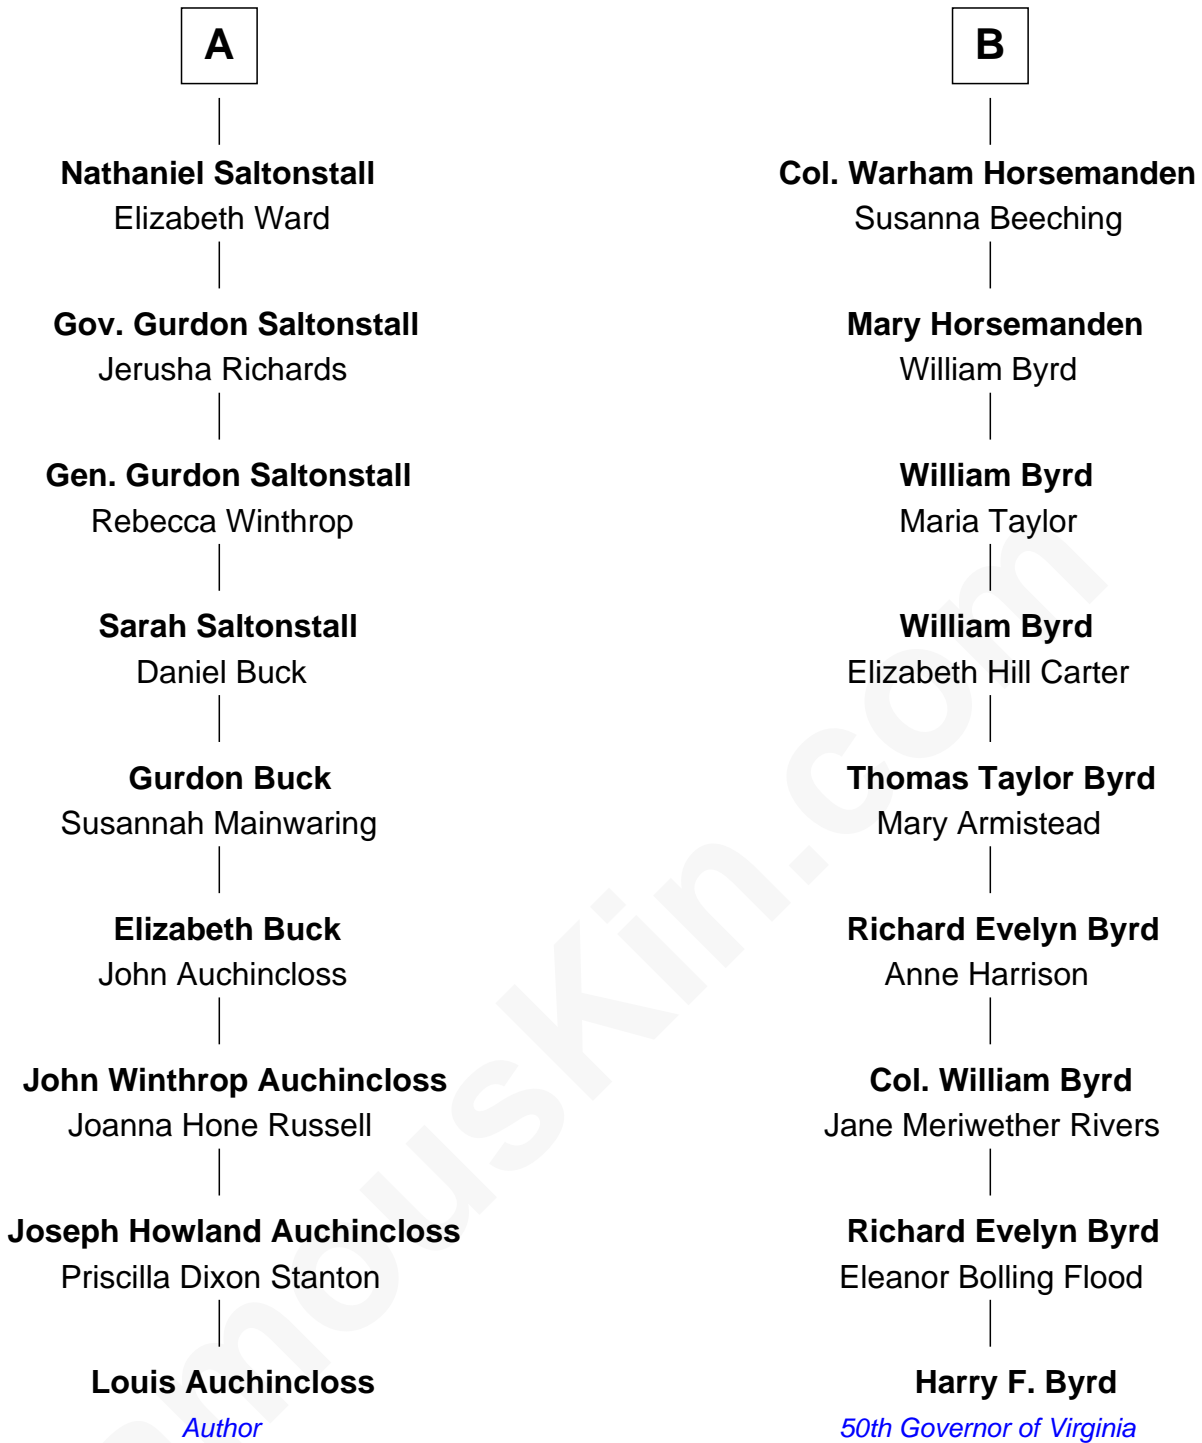 A
B
Nathaniel Saltonstall
Elizabeth Ward
Col. Warham Horsemanden
Susanna Beeching
Gov. Gurdon Saltonstall
Jerusha Richards
Mary Horsemanden
William Byrd
Gen. Gurdon Saltonstall
Rebecca Winthrop
William Byrd
Maria Taylor
Sarah Saltonstall
Daniel Buck
William Byrd
Elizabeth Hill Carter
Gurdon Buck
Susannah Mainwaring
Thomas Taylor Byrd
Mary Armistead
Elizabeth Buck
John Auchincloss
Richard Evelyn Byrd
Anne Harrison
John Winthrop Auchincloss
Joanna Hone Russell
Col. William Byrd
Jane Meriwether Rivers
Joseph Howland Auchincloss
Priscilla Dixon Stanton
Richard Evelyn Byrd
Eleanor Bolling Flood
Louis Auchincloss
Author
Harry F. Byrd
50th Governor of Virginia
famouskin.com